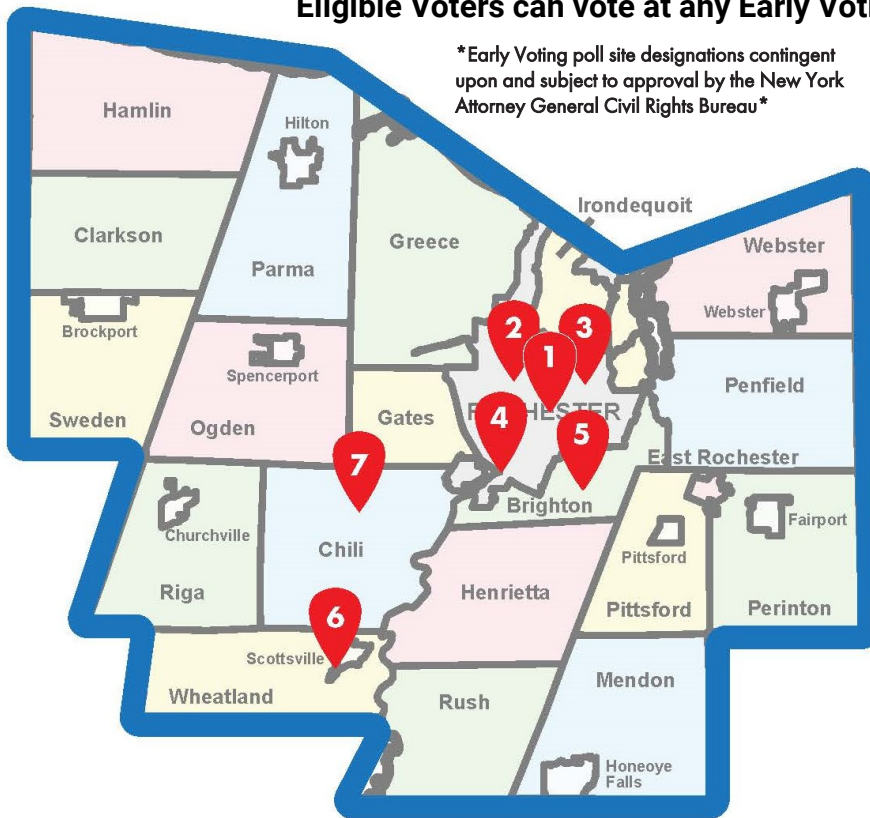 Eligible Voters can vote at any Early Voti
*Early Voting poll site designations contingent
upon and subject to approval by the New York
Attorney General Civil Rights Bureau*
Hamlin
Hilton
Irondequoit
Clarkson
Greece
Webster
Parma
Webster
Brockport
2
3
1
Spencerport
Penfield
Sweden
Ogden
Gates
4
ROCHESTER
5
7
East Rochester
Brighton
Churchville
Chili
Fairport
Pittsford
Riga
Henrietta
Pittsford
Perinton
6
Scottsville
Wheatland
Rush
Mendon
Honeoye
Falls